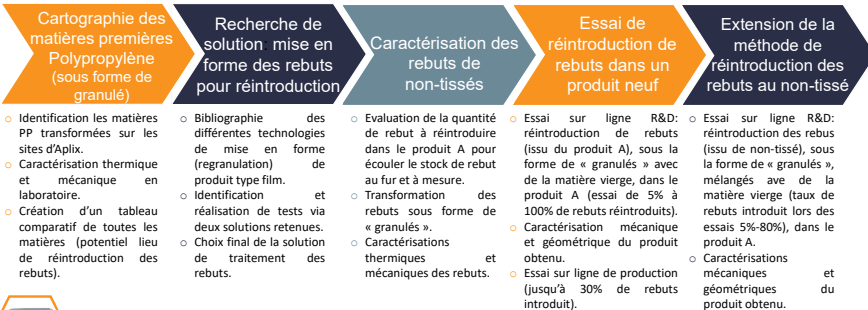 Cartographie des
matières premières
Polypropylène
(sous forme de
granulé)
Recherche de
solution mise en
forme des rebuts
pour réintroduction
Caractérisation des
rebuts de
non-tissés
Essai de
réintroduction de
rebuts dans un
produit neuf
Extension de la
méthode de
réintroduction des
rebuts au non-tissé
o Identification les matières
PP transformées sur les
sites d'Aplix.
o Caractérisation thermique
et mécanique en
laboratoire.
o Création d'un tableau
comparatif de toutes les
matières (potentiel lieu
de réintroduction des
rebuts).
o Bibliographie des
différentes technologies
de mise en forme
(regranulation) de
produit type film.
o Identification et
réalisation de tests via
deux solutions retenues.
o Choix final de la solution
de traitement des
rebuts.
o Evaluation de la quantité
de rebut à réintroduire
dans le produit A pour
écouler le stock de rebut
au fur et à mesure.
o Transformation des
rebuts sous forme de
« granulés ».
o Caractérisations
thermiques et
mécaniques des rebuts.
o Essai sur ligne R&D:
réintroduction de rebuts
(issu du produit A), sous la
forme de « granulés » avec
de la matière vierge, dans le
produit A (essai de 5% à
100% de rebuts réintroduits).
o Caractérisation mécanique
et géométrique du produit
obtenu.
o Essai sur ligne de production
(jusqu'à 30% de rebuts
introduit).
o Essai sur ligne R&D:
réintroduction des rebus
(issu de non-tissé), sous
la forme de « granulés »,
mélangés ave de la
matière vierge (taux de
rebuts introduit lors des
essais 5%-80%), dans le
produit A.
o Caractérisations
mécaniques et
géométriques du
produit obtenu.